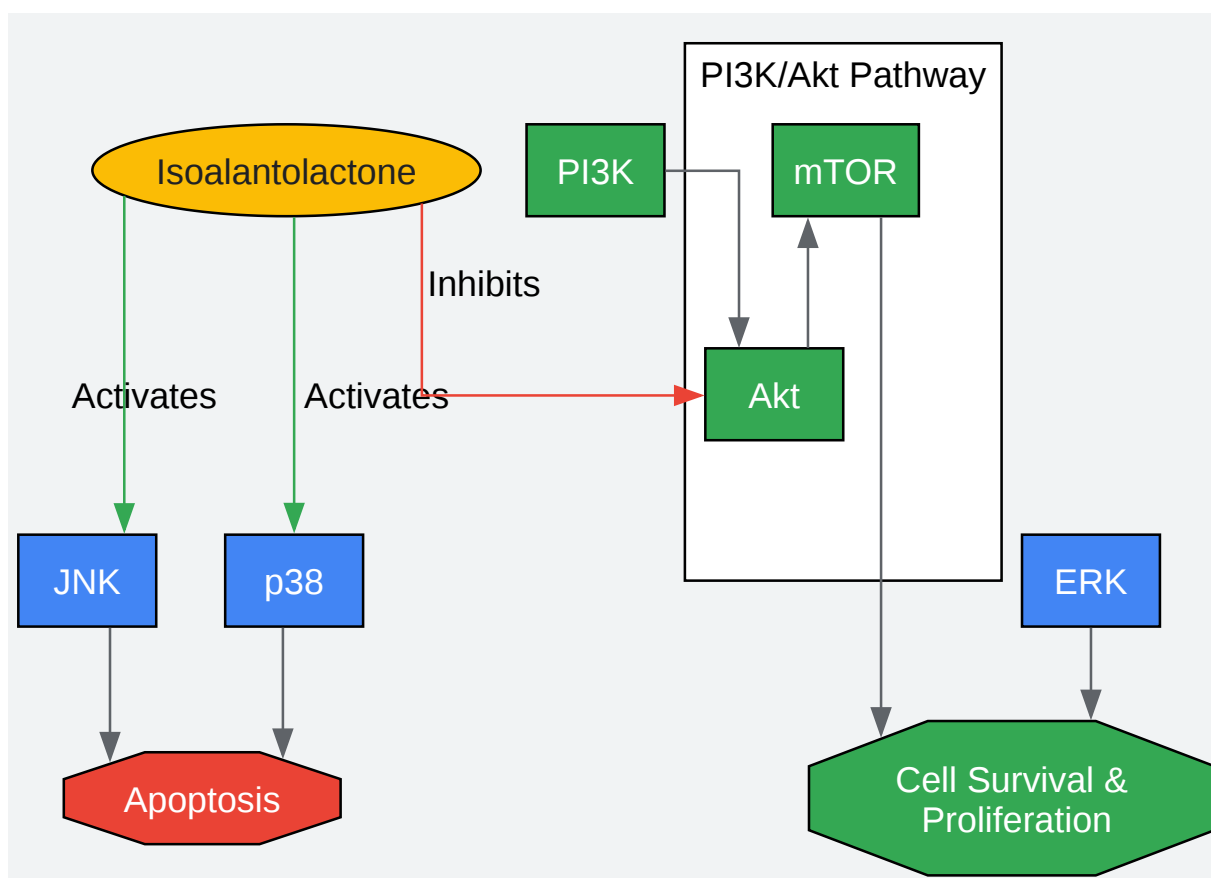 PI3K/Akt Pathway
Isoalantolactone
PI3K
mTOR
Inhibits
Activates
Activates
Akt
JNK
p38
ERK
Apoptosis
Cell Survival &
Proliferation